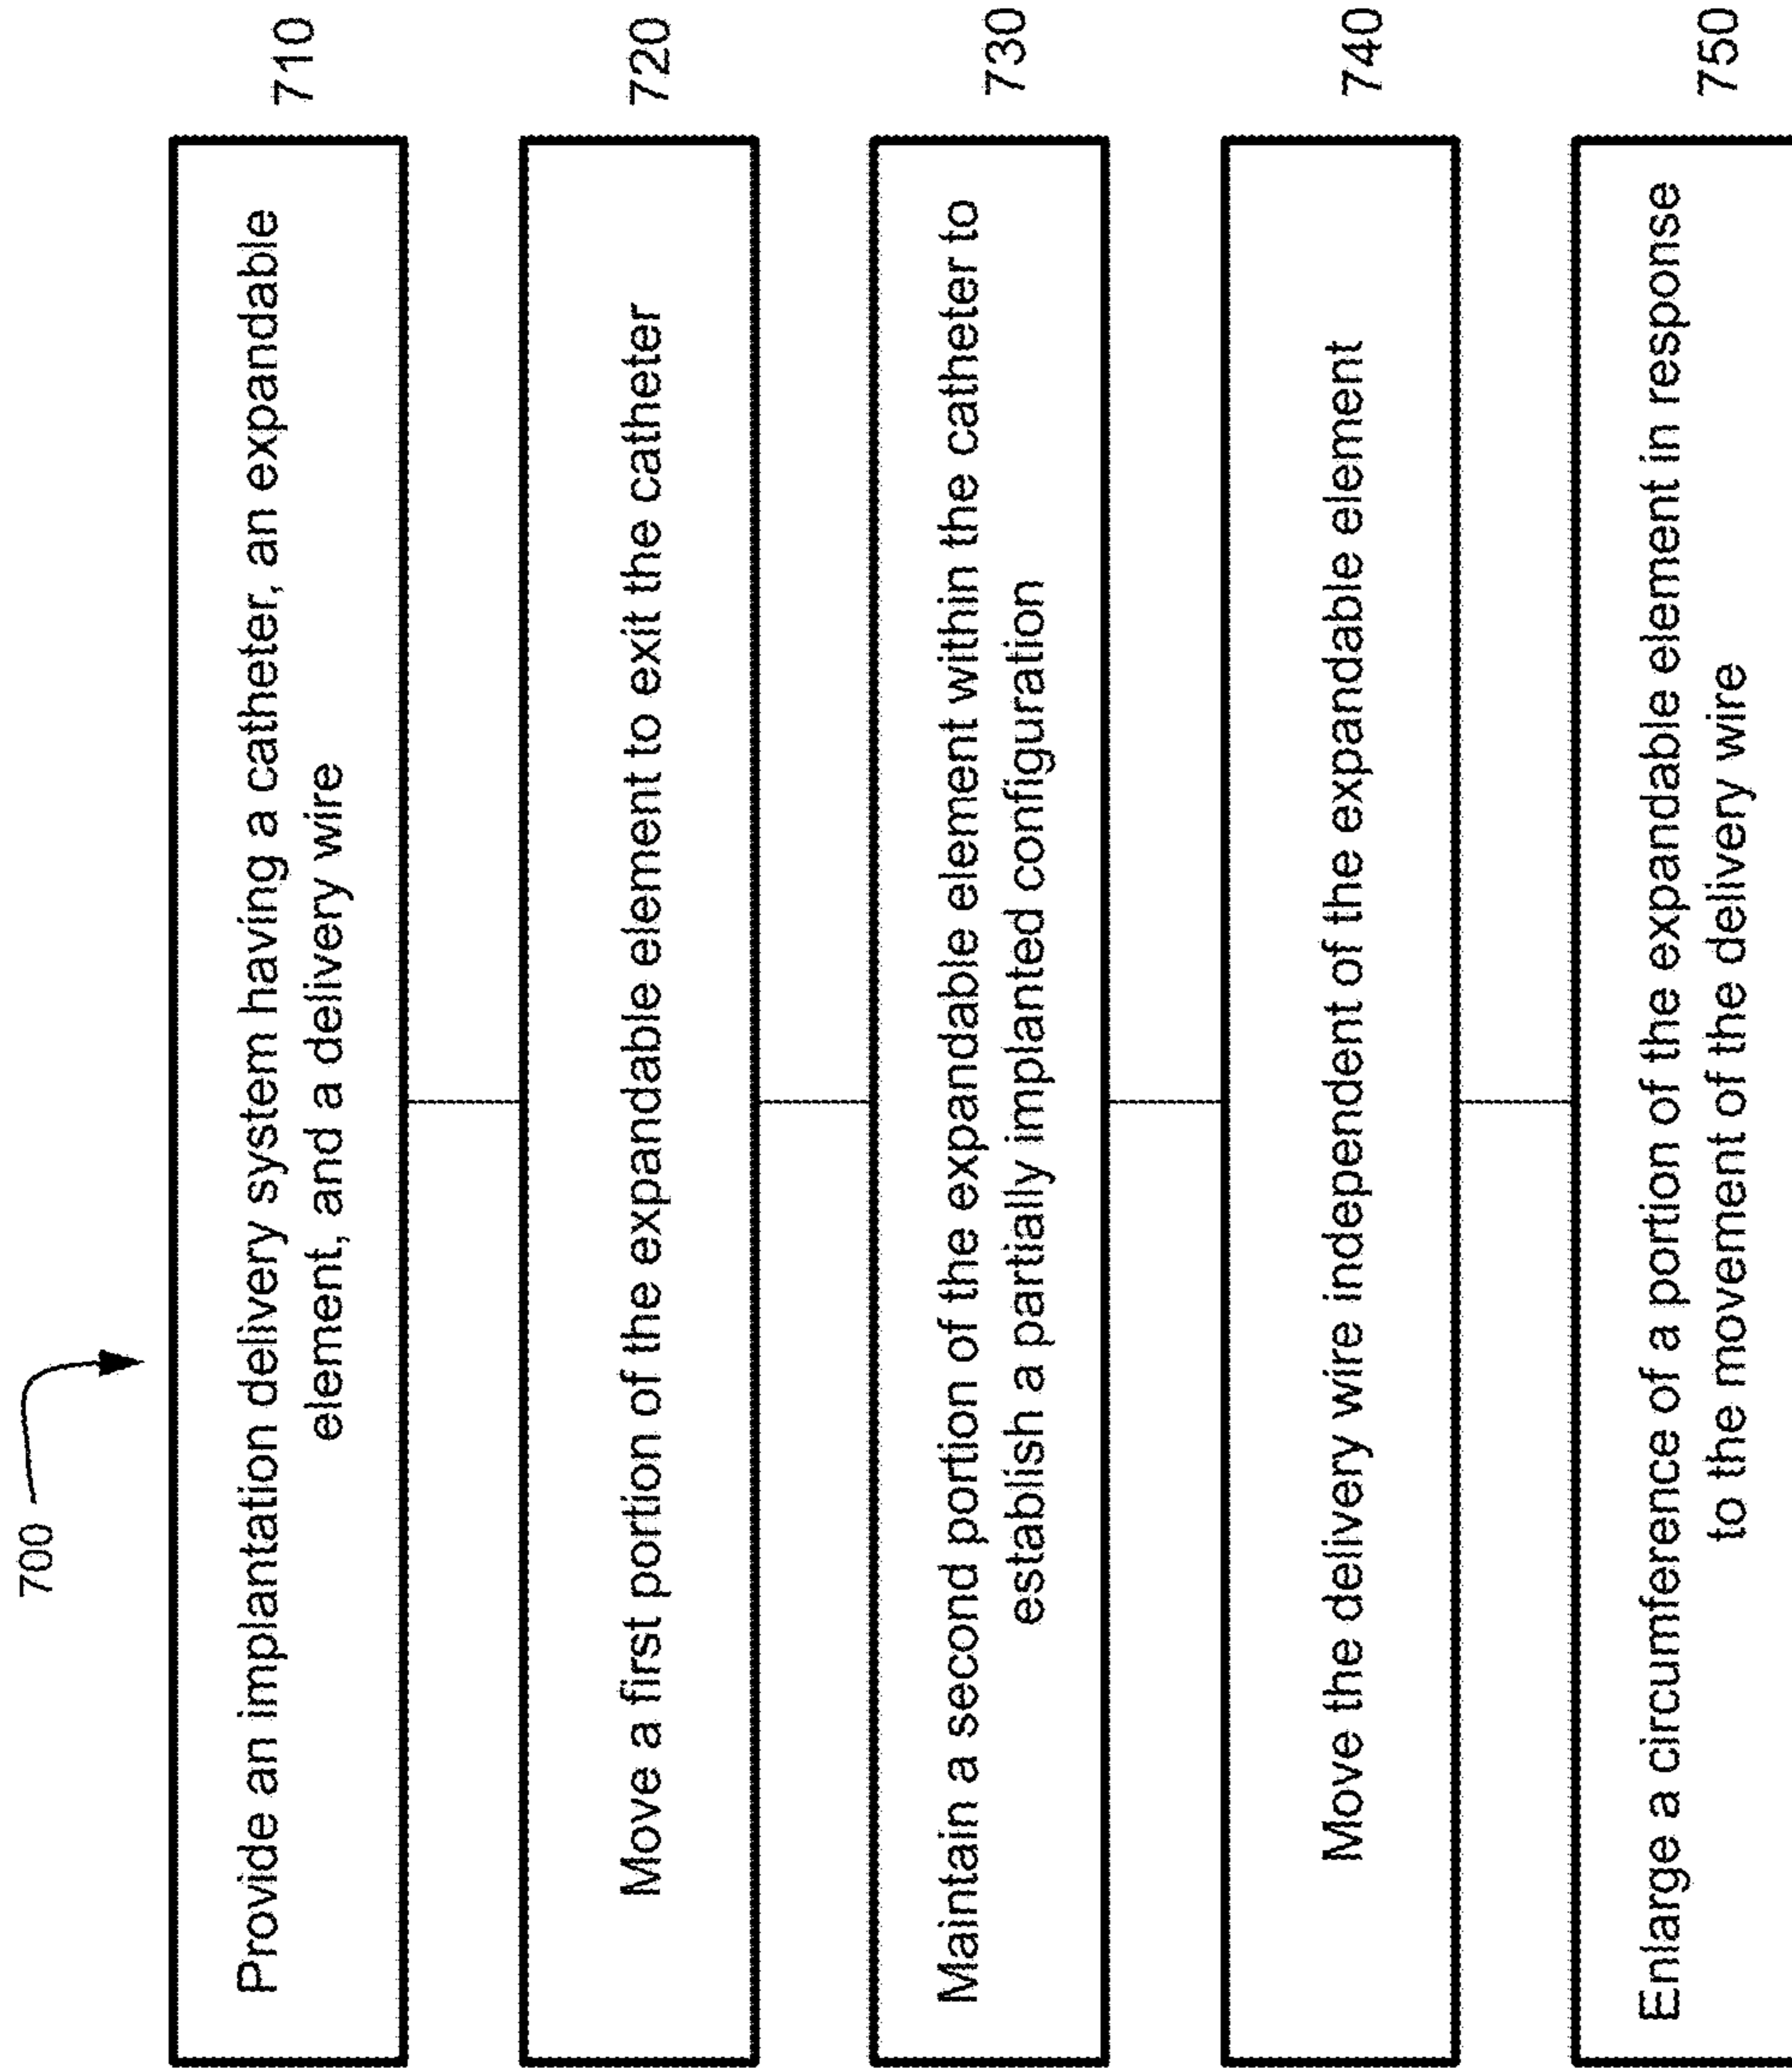 700
Provide an implantation delivery system having a catheter, an expandable
element, and a delivery wire
710
Move a first portion of the expandable element to exit the catheter
720
Maintain a second portion of the expandable element within the catheter to
establish a partially implanted configuration
730
Move the delivery wire independent of the expandable element
740
Enlarge a circumference of a portion of the expandable element in response
to the movement of the delivery wire
750